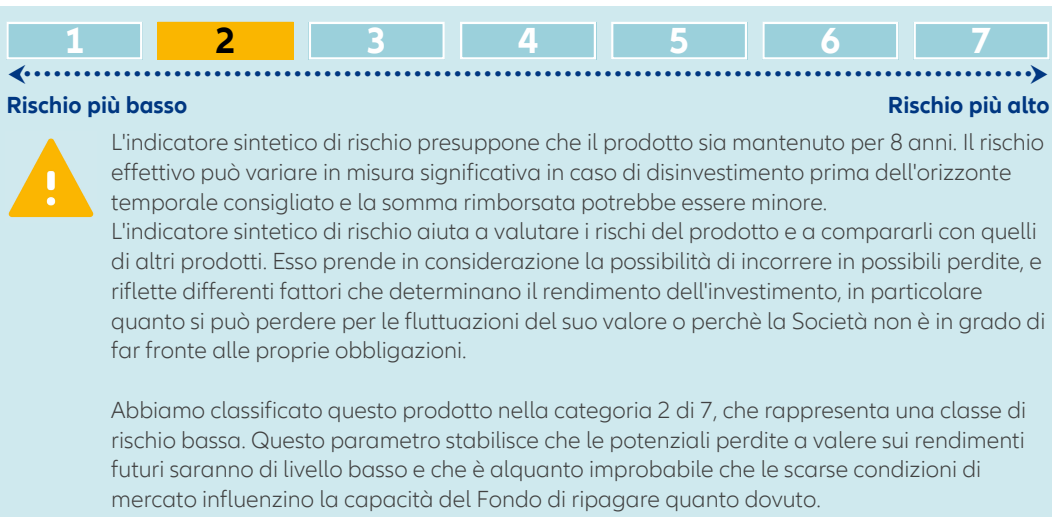 1 2 3 4 5 6 7
Rischio più basso Rischio più alto
L'indicatore sintetico di rischio presuppone che il prodotto sia mantenuto per 8 anni. Il rischio
effettivo può variare in misura significativa in caso di disinvestimento prima dell'orizzonte
temporale consigliato e la somma rimborsata potrebbe essere minore.
L'indicatore sintetico di rischio aiuta a valutare i rischi del prodotto e a compararli con quelli
di altri prodotti. Esso prende in considerazione la possibilità di incorrere in possibili perdite, e
riflette differenti fattori che determinano il rendimento dell'investimento, in particolare
quanto si può perdere per le fluttuazioni del suo valore o perchè la Società non è in grado di
far fronte alle proprie obbligazioni.
Abbiamo classificato questo prodotto nella categoria 2 di 7, che rappresenta una classe di
rischio bassa. Questo parametro stabilisce che le potenziali perdite a valere sui rendimenti
futuri saranno di livello basso e che è alquanto improbabile che le scarse condizioni di
mercato influenzino la capacità del Fondo di ripagare quanto dovuto.